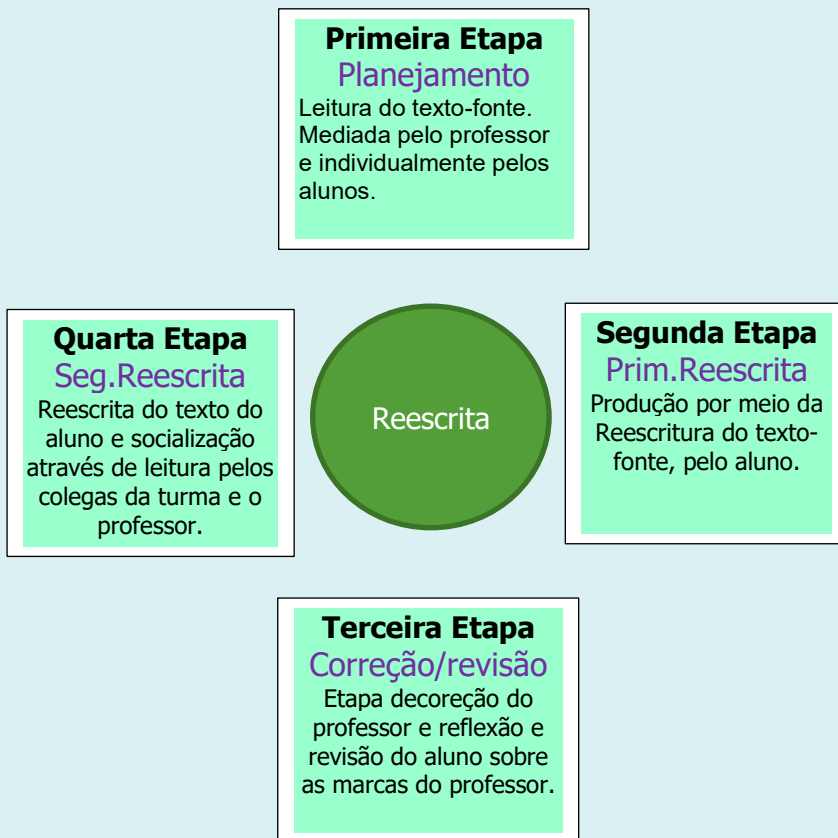 Primeira Etapa
Planejamento
Leitura do texto-fonte.
Mediada pelo professor
e individualmente pelos
alunos.
Quarta Etapa
Seg.Reescrita
Reescrita do texto do
aluno e socialização
através de leitura pelos
colegas da turma e o
professor.
Reescrita
Segunda Etapa
Prim.Reescrita
Produção por meio da
Reescritura do texto-
fonte, pelo aluno.
Terceira Etapa
Correção/revisão
Etapa decoreção do
professor e reflexão e
revisão do aluno sobre
as marcas do professor.